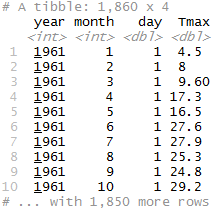 # A tibble: 1,860 x 4
year month day Tmax
<int> <int> <dbl> <dbl>
1 1961 1 1 4.5
2 1961 1 2 8
3 1961 1 3 9.60
4 1961 1 4 17.3
5 1961 1 5 16.5
6 1961 1 6 27.6
7 1961 1 7 27.9
8 1961 1 8 25.3
9 1961 1 9 24.8
10 1961 1 10 29.2
# ... with 1,850 more rows